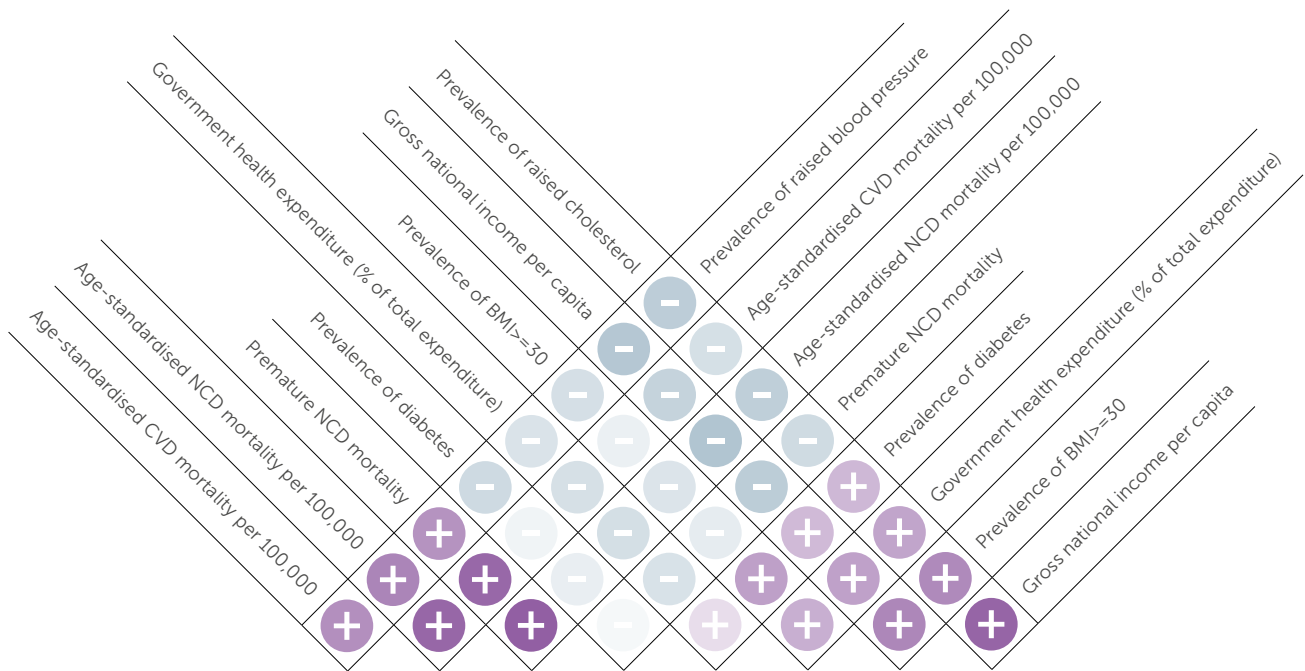 Prevalence of raised cholesterol
Gross national income per capita
Prevalence of BMI>=30
Government health expenditure (% of total expenditure)
Prevalence of diabetes
Premature NCD mortality
Age-standardised NCD mortality per 100,000
Age-standardised CVD mortality per 100,000
Prevalence of raised blood pressure
Age-standardised CVD mortality per 100,000
Age-standardised NCD mortality per 100,000
Premature NCD mortality
Prevalence of diabetes
Government health expenditure (% of total expenditure)
Prevalence of BMI>=30
Gross national income per capita
-
- -
- - -
- - - -
- - - - +
+ - - - + +
+ + - - + + +
+ + + - + + + +